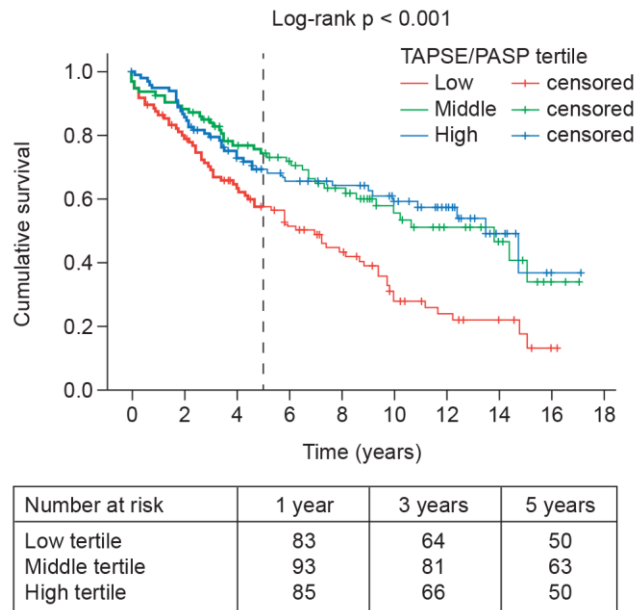 Log-rank p < 0.001
TAPSE/PASP tertile
Low censored
Middle censored
High censored
Cumulative survival
1.0
0.8
0.6
0.4
0.2
0.0
0 2 4 6 8 10 12 14 16 18
Time (years)
Number at risk 1 year 3 years 5 years
Low tertile 83 64 50
Middle tertile 93 81 63
High tertile 85 66 50